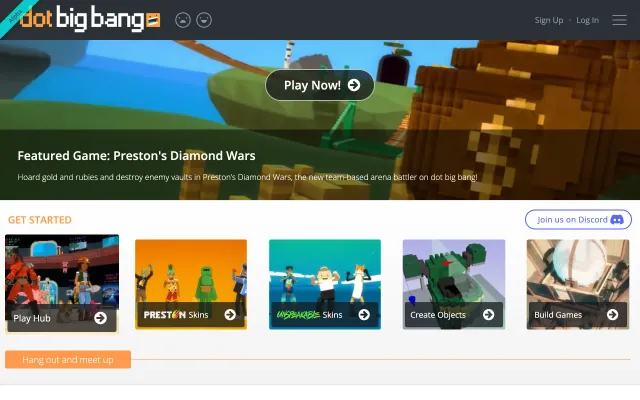 Alpha
dot big bang
Sign Up · Log In
Play Now!
Featured Game: Preston's Diamond Wars
Hoard gold and rubies and destroy enemy vaults in Preston's Diamond Wars, the new team-based arena battler on dot big bang!
GET STARTED
Join us on Discord
Play Hub
PRESTON Skins
UNSPEAKABLE Skins
Create Objects
Build Games
Hang out and meet up